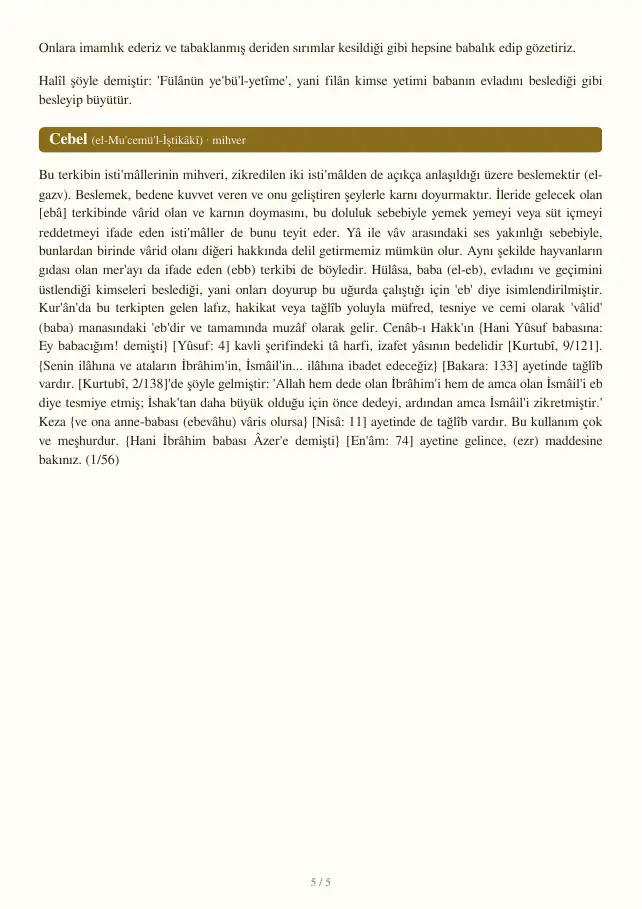 Onlara imamlık ederiz ve tabaklanmış deriden sırımlar kesildiği gibi hepsine babalık edip gözetiriz.
Halîl şöyle demiştir: 'Fülânün ye'bü'l-yetîme', yani filân kimse yetimi babanın evladını beslediği gibi
besleyip büyütür.
Cebel (el-Mu'cemü'l-İştikâkî) · mihver
Bu terkibin isti'mâllerinin mihveri, zikredilen iki isti'mâlden de açıkça anlaşıldığı üzere beslemektir (el-
gazv). Beslemek, bedene kuvvet veren ve onu geliştiren şeylerle karnı doyurmaktır. İleride gelecek olan
[ebâ] terkibinde vârid olan ve karnın doymasını, bu doluluk sebebiyle yemek yemeyi veya süt içmeyi
reddetmeyi ifade eden isti'mâller de bunu teyit eder. Yâ ile vâv arasındaki ses yakınlığı sebebiyle,
bunlardan birinde vârid olanı diğeri hakkında delil getirmemiz mümkün olur. Aynı şekilde hayvanların
gıdası olan mer'ayı da ifade eden (ebb) terkibi de böyledir. Hülâsa, baba (el-eb), evladını ve geçimini
üstlendiği kimseleri beslediği, yani onları doyurup bu uğurda çalıştığı için 'eb' diye isimlendirilmiştir.
Kur'ân'da bu terkipten gelen lafız, hakikat veya tağlîb yoluyla müfred, tesniye ve cemi olarak 'vâlid'
(baba) manasındaki 'eb'dir ve tamamında muzâf olarak gelir. Cenâb-ı Hakk'ın {Hani Yûsuf babasına:
Ey babacığım! demişti} [Yûsuf: 4] kavli şerifindeki tâ harfi, izafet yâsının bedelidir [Kurtubî, 9/121].
{Senin ilâhına ve ataların İbrâhim'in, İsmâil'in... ilâhına ibadet edeceğiz} [Bakara: 133] ayetinde tağlîb
vardır. [Kurtubî, 2/138]'de şöyle gelmiştir: 'Allah hem dede olan İbrâhim'i hem de amca olan İsmâil'i eb
diye tesmiye etmiş; İshak'tan daha büyük olduğu için önce dedeyi, ardından amca İsmâil'i zikretmiştir.'
Keza {ve ona anne-babası (ebevâhu) vâris olursa} [Nisâ: 11] ayetinde de tağlîb vardır. Bu kullanım çok
ve meşhurdur. {Hani İbrâhim babası Âzer'e demişti} [En'âm: 74] ayetine gelince, (ezr) maddesine
bakınız. (1/56)
5 / 5